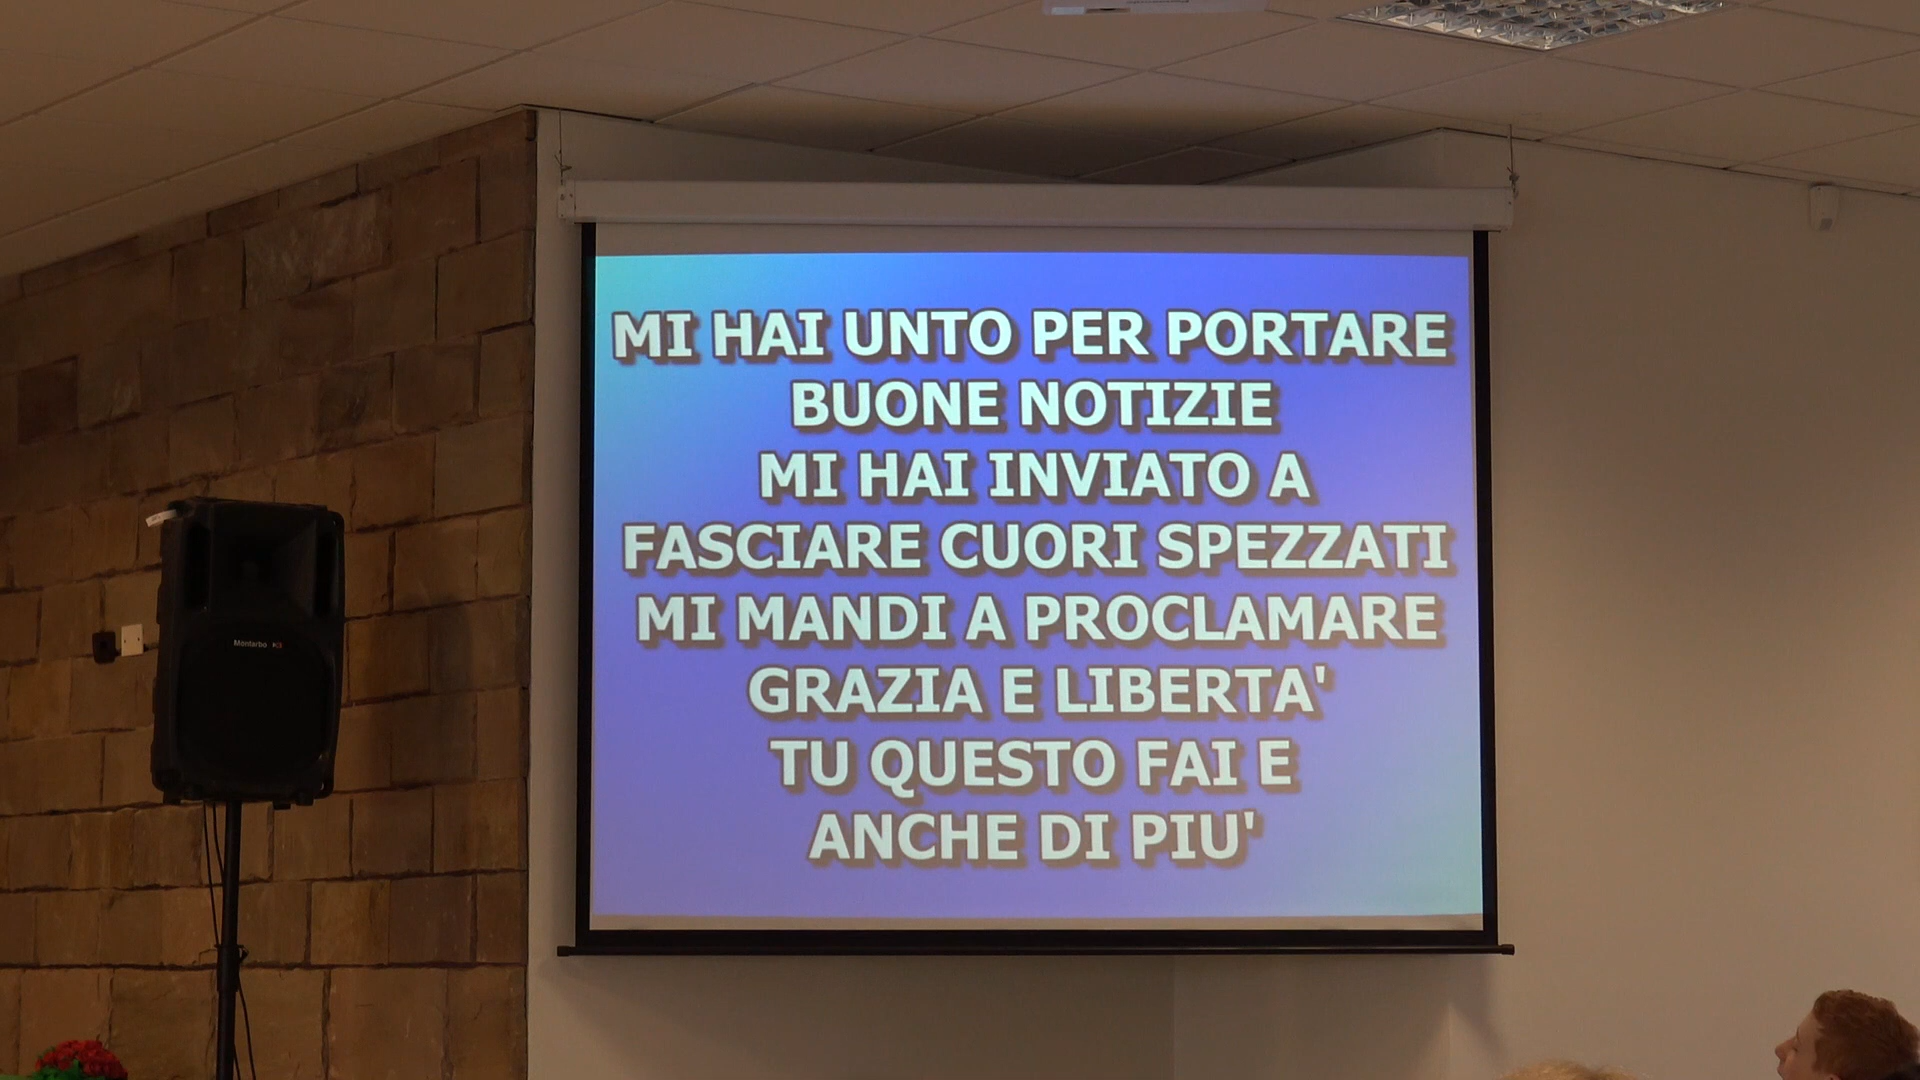 MI HAI UNTO PER PORTARE
BUONE NOTIZIE
MI HAI INVIATO A
FASCIARE CUORI SPEZZATI
MI MANDI A PROCLAMARE
GRAZIA E LIBERTA'
TU QUESTO FAI E
ANCHE DI PIU'
Montarbo